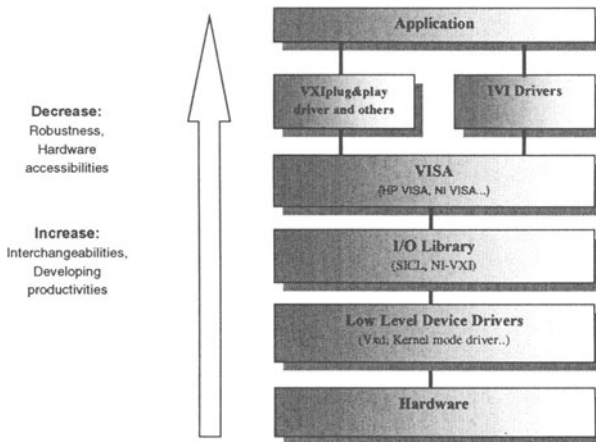 Application
VXIplug&play
driver and others
IVI Drivers
Decrease:
Robustness,
Hardware
accessibilities
VISA
(HP VISA, NI VISA...)
Increase:
Interchangeabilities,
Developing
productivities
I/O Library
(SICL, NI-VXI)
Low Level Device Drivers
(Vxd, Kernel mode driver..)
Hardware